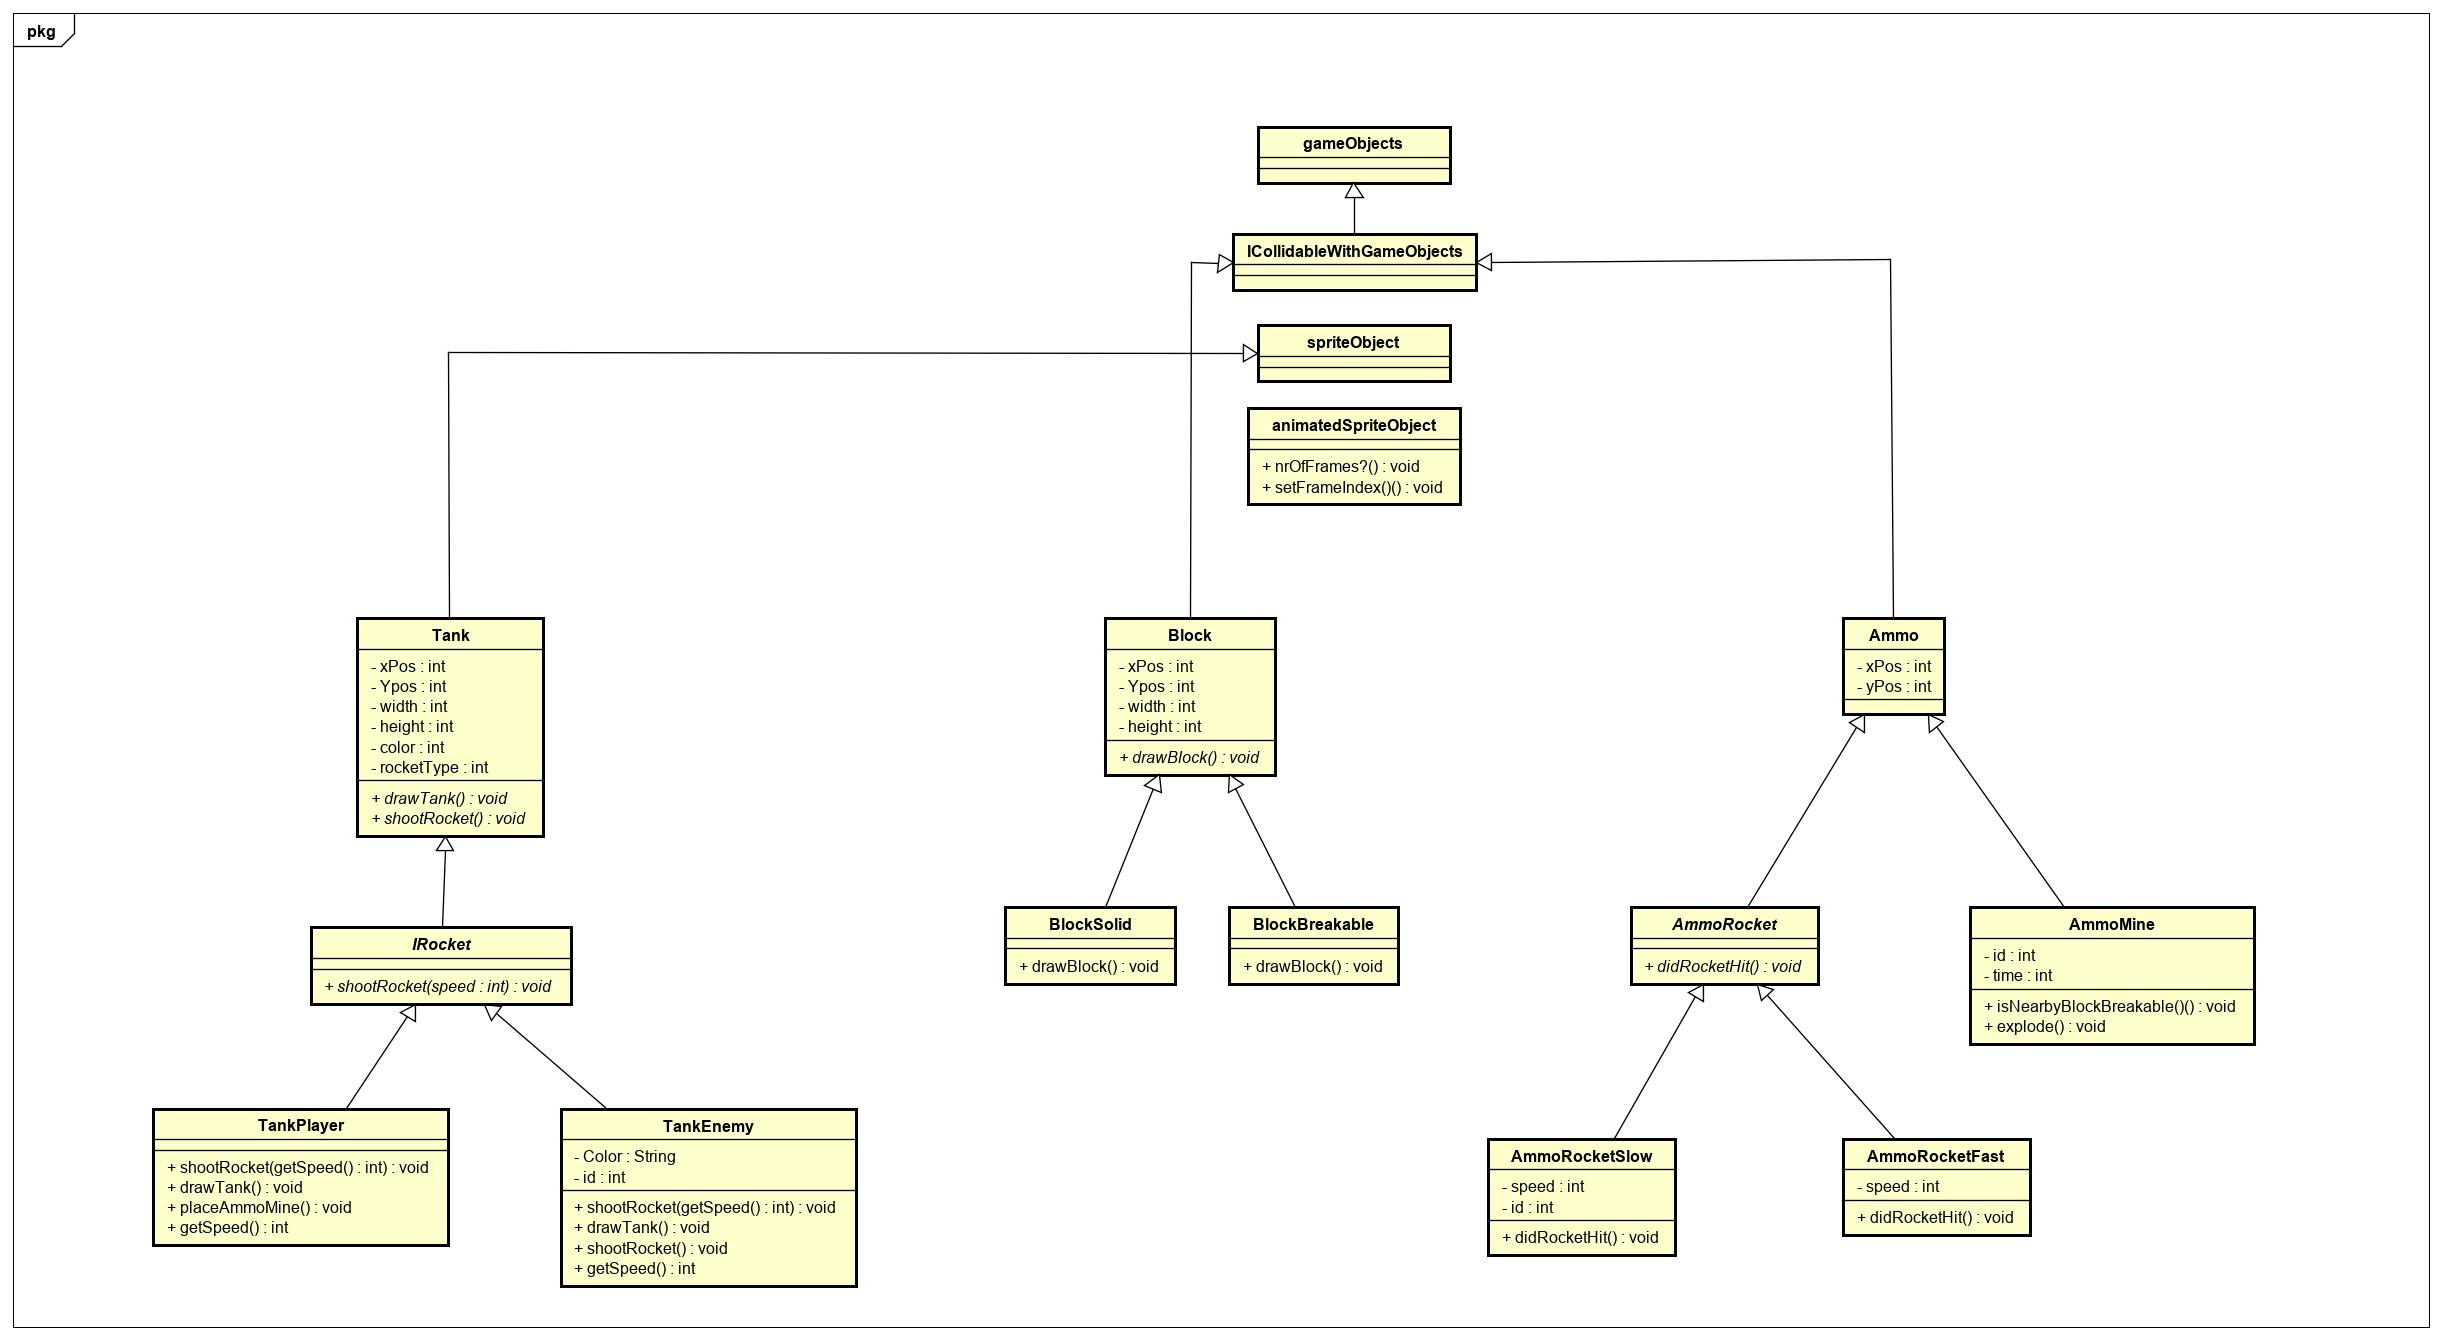 pkg
gameObjects
ICollidableWithGameObjects
spriteObject
animatedSpriteObject
+ nrOfFrames?() : void
+ setFrameIndex()() : void
Tank
- xPos : int
- Ypos : int
- width : int
- height : int
- color : int
- rocketType : int
+ drawTank() : void
+ shootRocket() : void
Block
- xPos : int
- Ypos : int
- width : int
- height : int
+ drawBlock() : void
Ammo
- xPos : int
- yPos : int
IRocket
+ shootRocket(speed : int) : void
BlockSolid
+ drawBlock() : void
BlockBreakable
+ drawBlock() : void
AmmoRocket
+ didRocketHit() : void
AmmoMine
- id : int
- time : int
+ isNearbyBlockBreakable()() : void
+ explode() : void
TankPlayer
+ shootRocket(getSpeed() : int) : void
+ drawTank() : void
+ placeAmmoMine() : void
+ getSpeed() : int
TankEnemy
- Color : String
- id : int
+ shootRocket(getSpeed() : int) : void
+ drawTank() : void
+ shootRocket() : void
+ getSpeed() : int
AmmoRocketSlow
- speed : int
- id : int
+ didRocketHit() : void
AmmoRocketFast
- speed : int
+ didRocketHit() : void